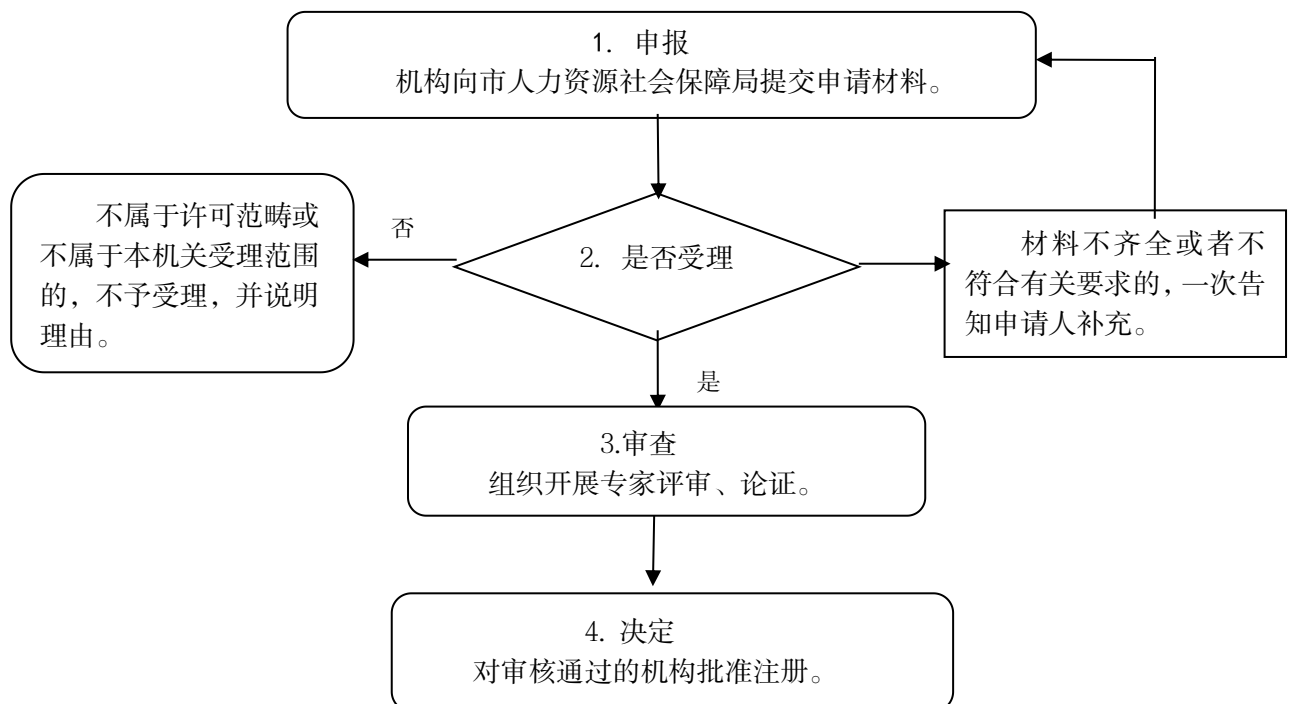 1. 申报
机构向市人力资源社会保障局提交申请材料。
不属于许可范畴或
不属于本机关受理范围
的，不予受理，并说明
理由。
否
2. 是否受理
材料不齐全或者不
符合有关要求的，一次告
知申请人补充。
是
3.审查
组织开展专家评审、论证。
4. 决定
对审核通过的机构批准注册。